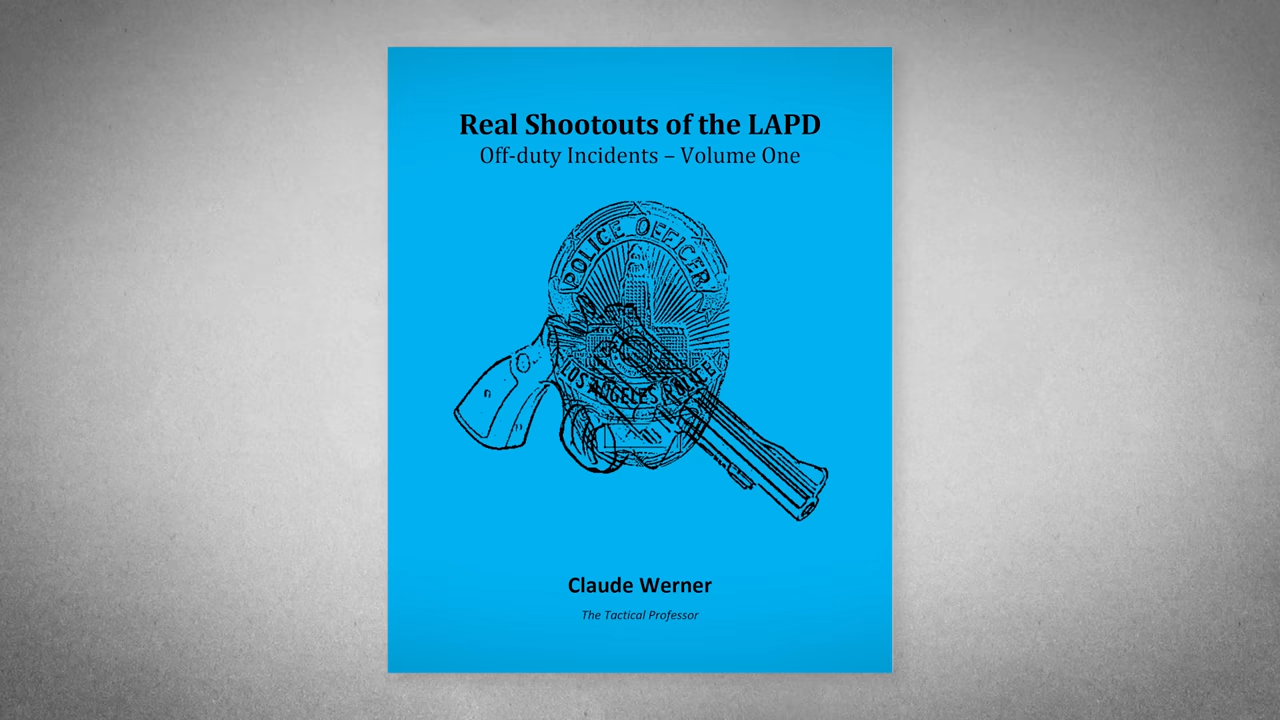 Real Shootouts of the LAPD
Off-duty Incidents – Volume One
POLICE OFFICER
LOS ANGELES POLICE
Claude Werner
The Tactical Professor